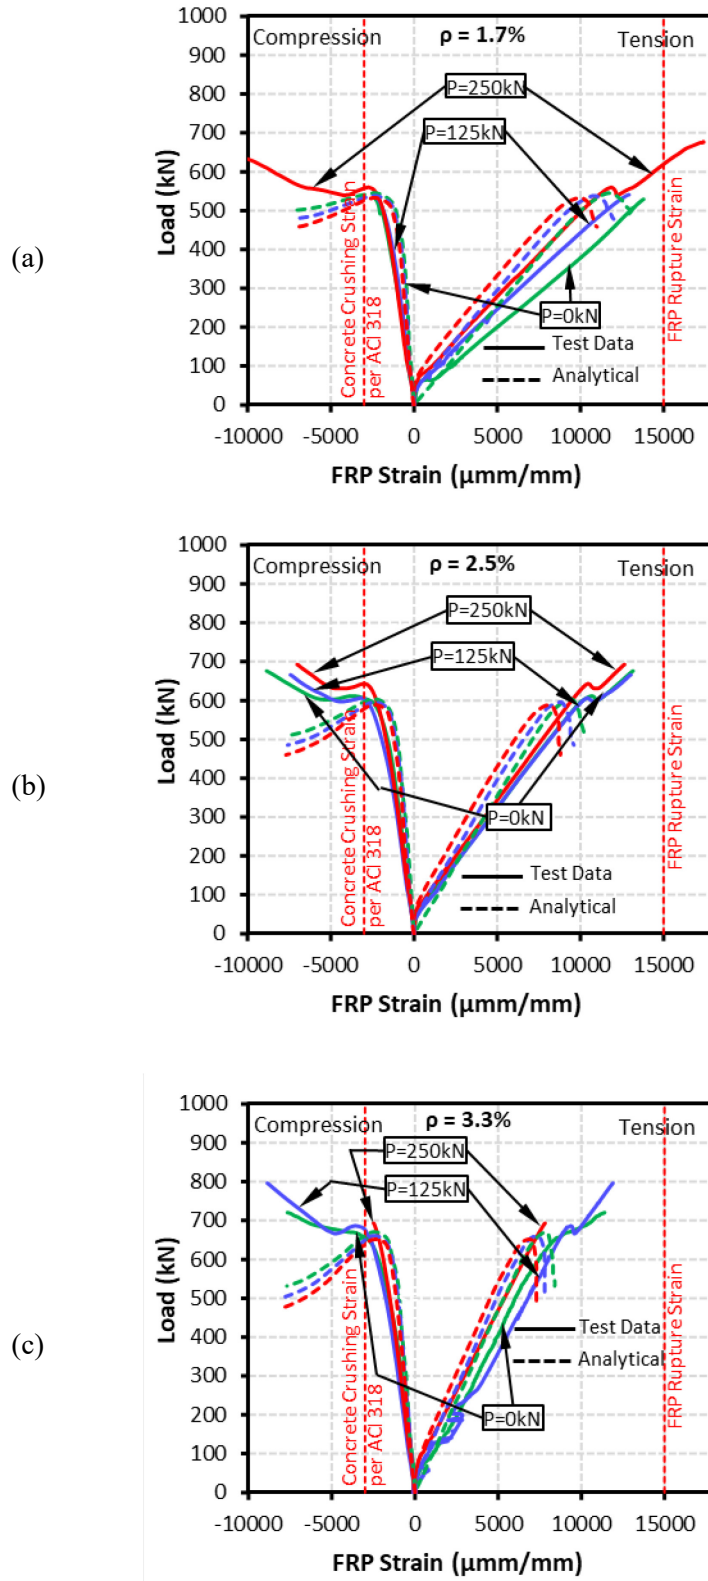 (a)
1000
900
800
700
600
500
400
300
200
100
0
Load (kN)
Compression
ρ = 1.7%
Tension
P=250kN
P=125kN
P=0kN
Test Data
Analytical
Concrete Crushing Strain
per ACI 318
FRP Rupture Strain
-10000 -5000 0 5000 10000 15000
FRP Strain (μmm/mm)
(b)
1000
900
800
700
600
500
400
300
200
100
0
Load (kN)
Compression
ρ = 2.5%
Tension
P=250kN
P=125kN
P=0kN
Test Data
Analytical
Concrete Crushing Strain
per ACI 318
FRP Rupture Strain
-10000 -5000 0 5000 10000 15000
FRP Strain (μmm/mm)
(c)
1000
900
800
700
600
500
400
300
200
100
0
Load (kN)
Compression
ρ = 3.3%
Tension
P=250kN
P=125kN
P=0kN
Test Data
Analytical
Concrete Crushing Strain
per ACI 318
FRP Rupture Strain
-10000 -5000 0 5000 10000 15000
FRP Strain (μmm/mm)